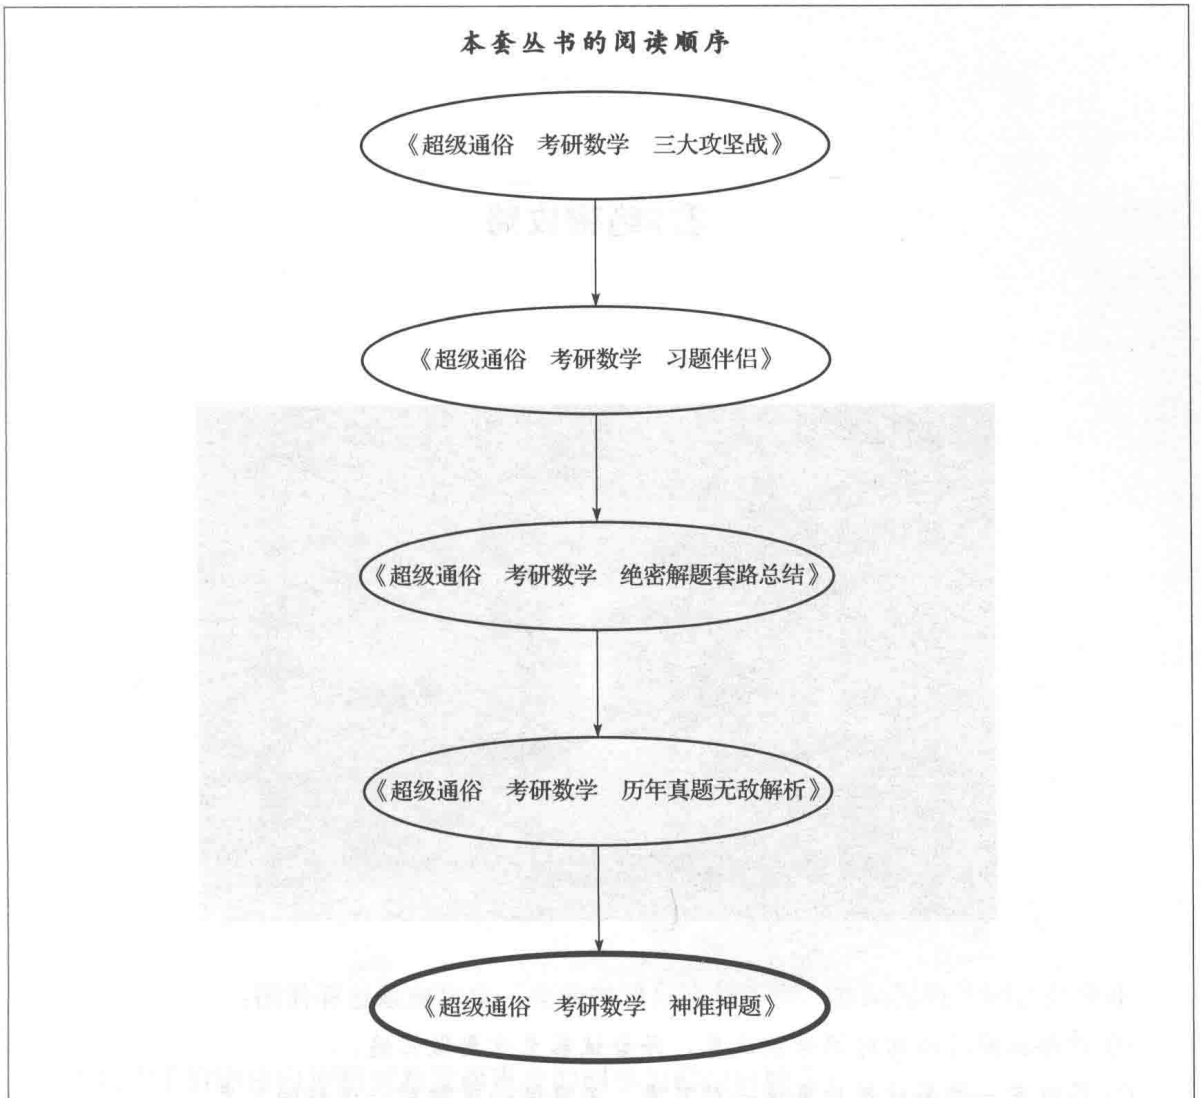 本套丛书的阅读顺序
《超级通俗 考研数学 三大攻坚战》
《超级通俗 考研数学 习题伴侣》
《超级通俗 考研数学 绝密解题套路总结》
《超级通俗 考研数学 历年真题无敌解析》
《超级通俗 考研数学 神准押题》